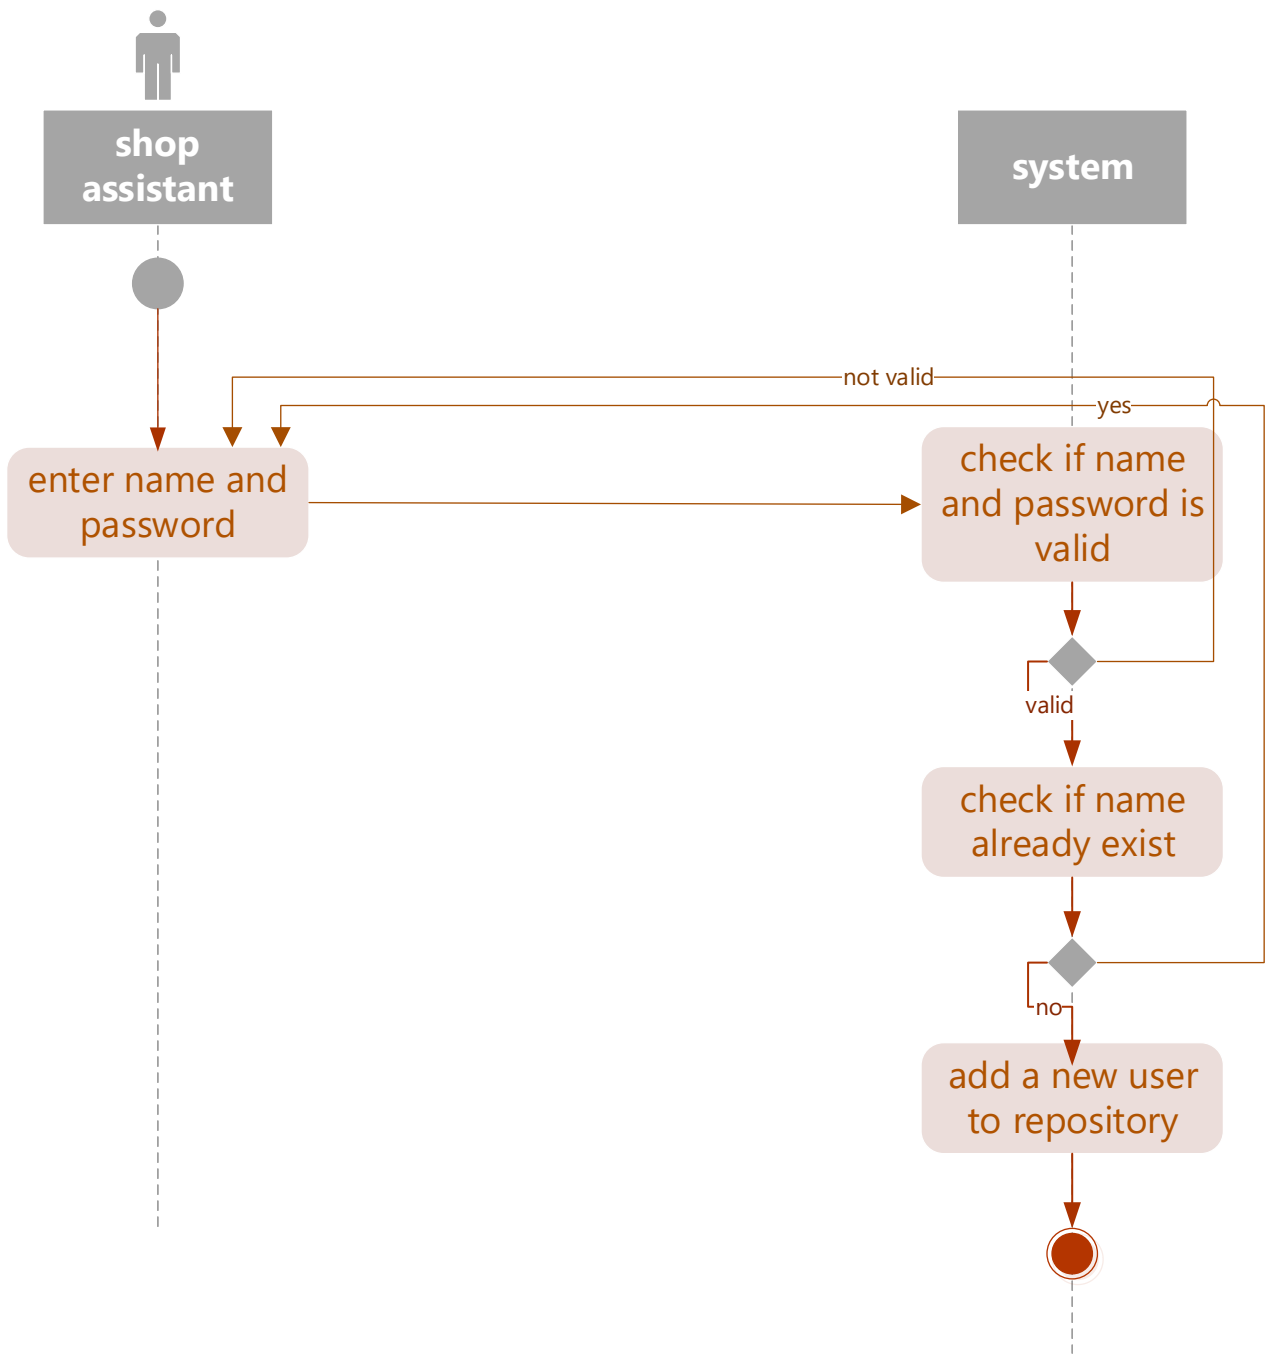 shop
assistant
system
not valid
yes
enter name and
password
check if name
and password is
valid
valid
check if name
already exist
no
add a new user
to repository